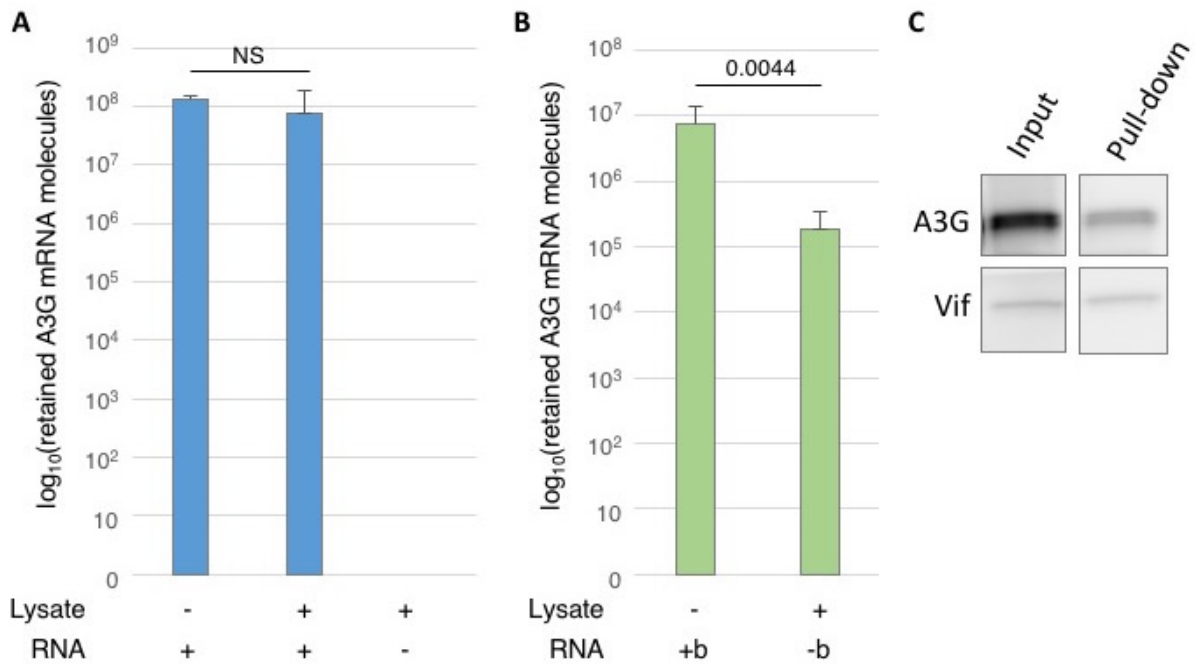 A
log₁₀(retained A3G mRNA molecules)
10⁹
10⁸
10⁷
10⁶
10⁵
10⁴
10³
10²
10
0
NS
Lysate - + +
RNA + + -
B
log₁₀(retained A3G mRNA molecules)
10⁸
10⁷
10⁶
10⁵
10⁴
10³
10²
10
0
0.0044
Lysate - +
RNA +b -b
C
Input Pull-down
A3G
Vif